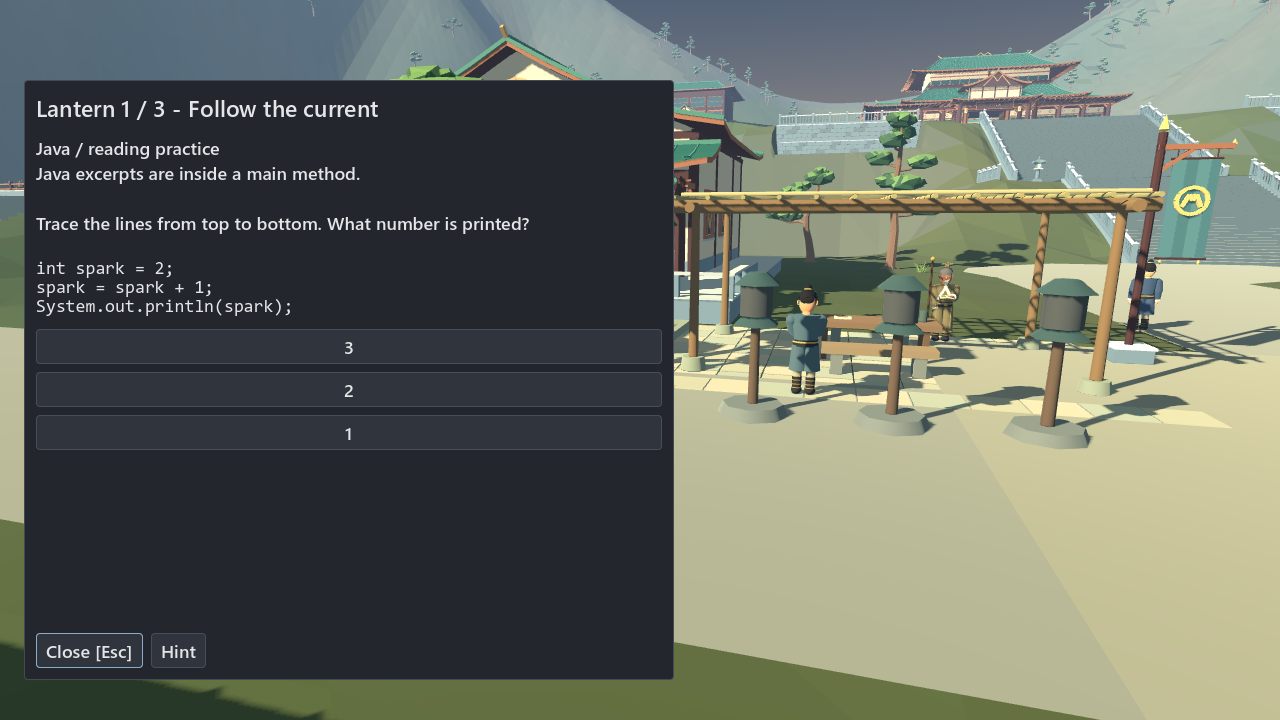 Lantern 1 / 3 - Follow the current
Java / reading practice
Java excerpts are inside a main method.
Trace the lines from top to bottom. What number is printed?
int spark = 2;
spark = spark + 1;
System.out.println(spark);
3
2
1
Close [Esc]
Hint